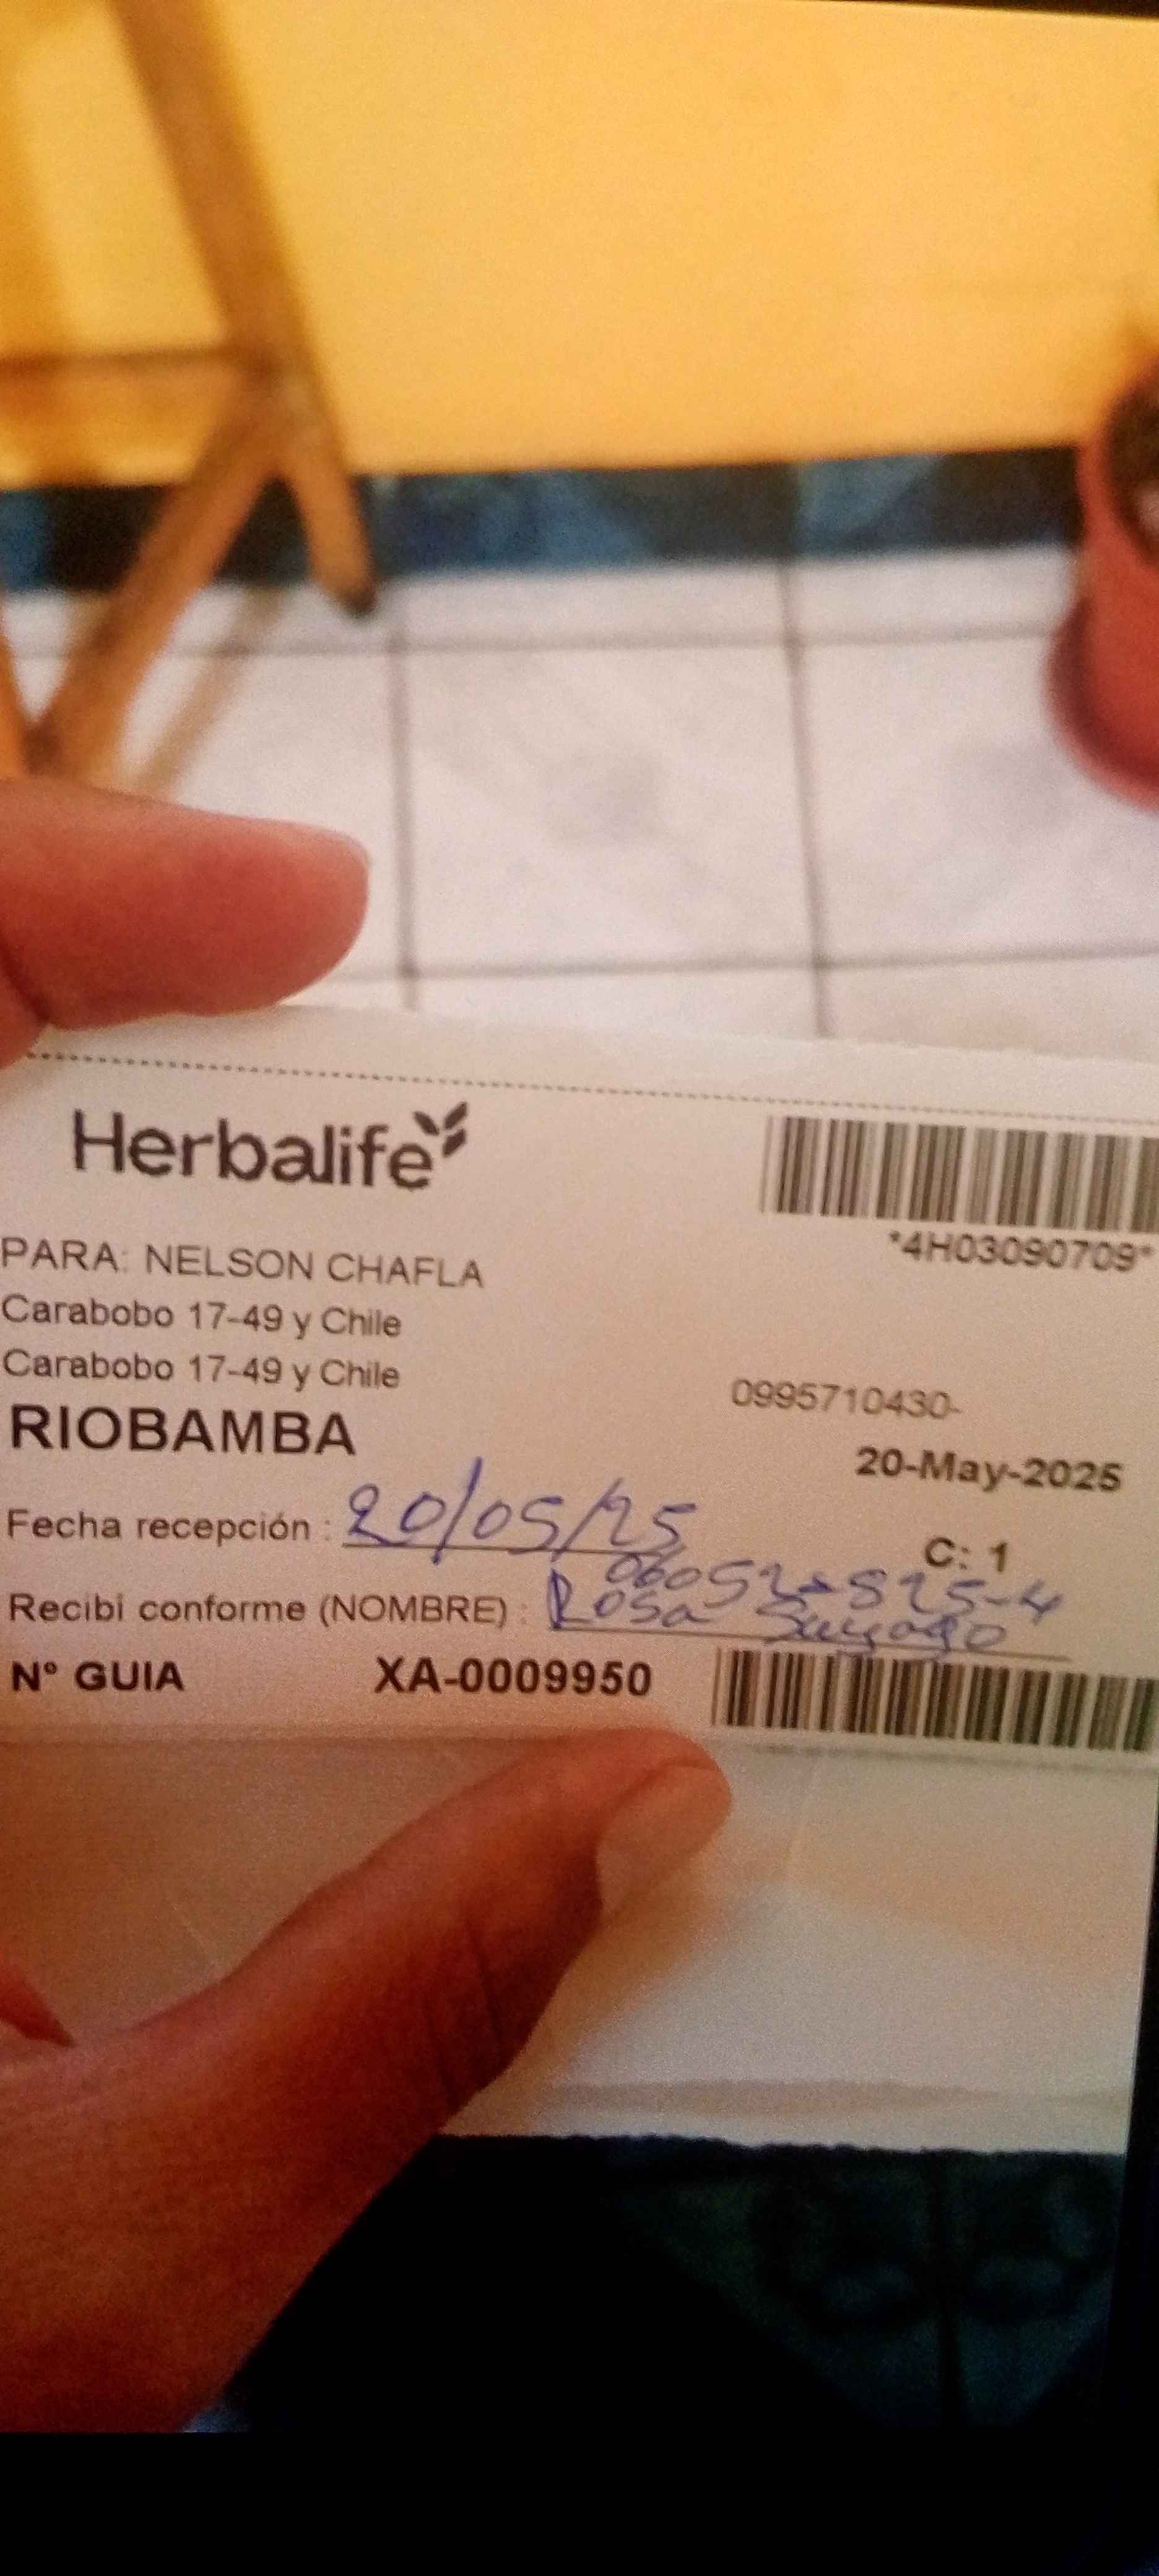 Herbalife
*4H03090709*
PARA: NELSON CHAFLA
Carabobo 17-49 y Chile
Carabobo 17-49 y Chile
0995710430-
RIOBAMBA
20-May-2025
Fecha recepción : 20/05/25
C: 1
Recibi conforme (NOMBRE) : Rosa
Nº GUIA XA-0009950